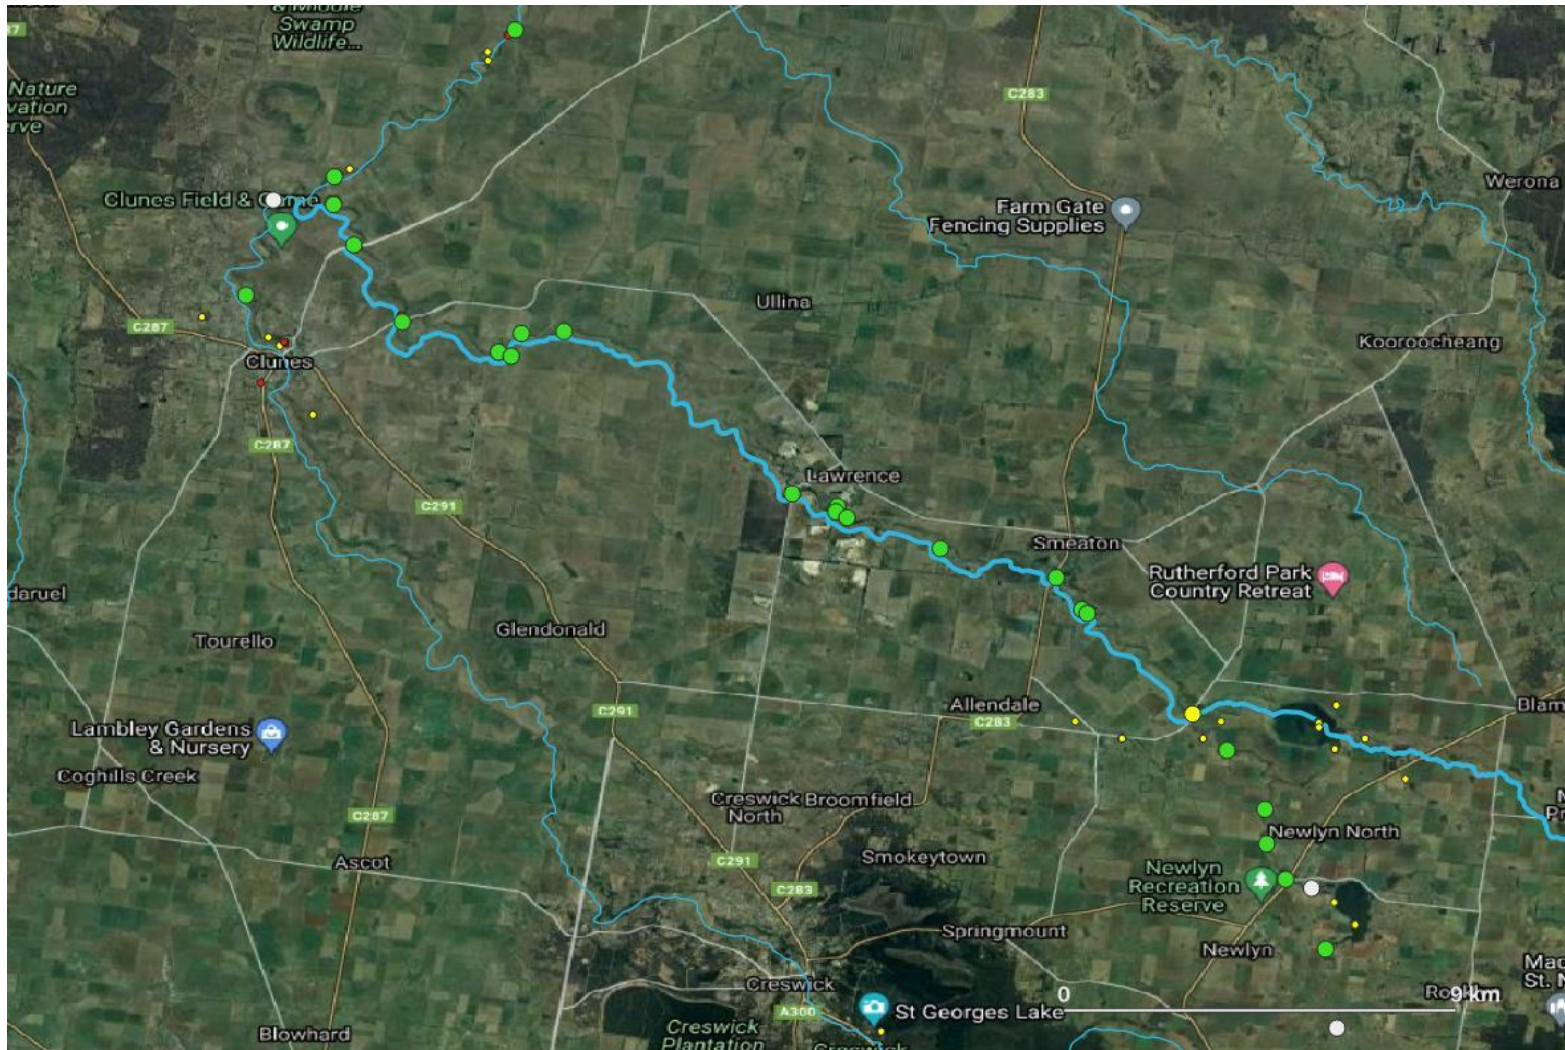 & Middle
Swamp
Wildlife...
Nature
vation
erve
C283
Werona
Clunes Field &
Farm Gate
Fencing Supplies
Ullina
C287
Kooroocheang
Clunes
C287
Lawrence
C291
Smeaton
Rutherford Park
Country Retreat
daruel
Glendonald
Tourello
Allendale
C283
Blam
C291
Lambley Gardens
& Nursery
Coghills Creek
Creswick
North
Broomfield
C287
Newlyn North
Ascot
C291
Smokeytown
C283
Newlyn
Recreation
Reserve
Springmount
Newlyn
Creswick
0
9 km
A300
St Georges Lake
Blowhard
Creswick
Plantation